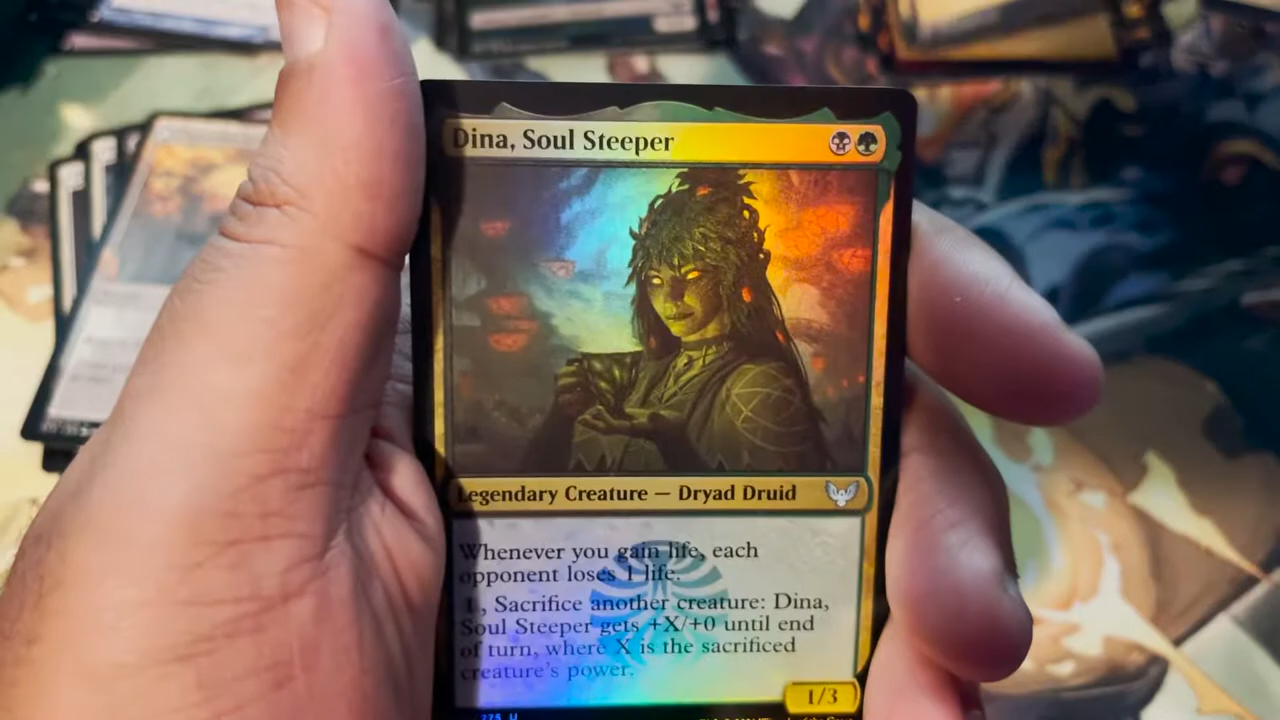 Dina, Soul Steeper
Legendary Creature — Dryad Druid
Whenever you gain life, each
opponent loses 1 life.
1, Sacrifice another creature: Dina,
Soul Steeper gets +X/+0 until end
of turn, where X is the sacrificed
creature's power.
1/3
275 U